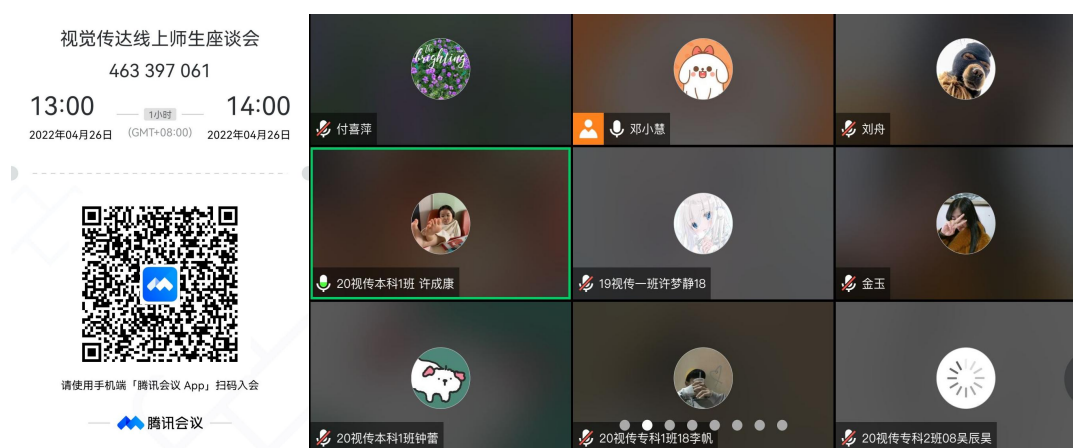 视觉传达线上师生座谈会
463 397 061
13:00 1小时 14:00
2022年04月26日 (GMT+08:00) 2022年04月26日
请使用手机端「腾讯会议 App」扫码入会
腾讯会议
the
brighting
付喜萍
邓小慧
刘舟
20视传本科1班 许成康
19视传一班许梦静18
金玉
20视传本科1班钟蕾
20视传专科1班18李帆
20视传专科2班08吴辰昊